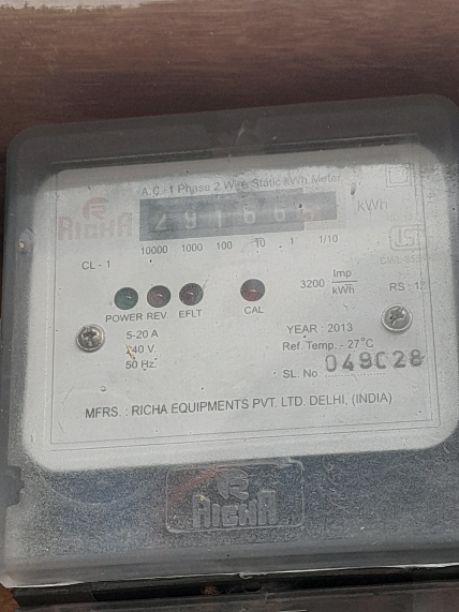 A.C. - 1 Phase 2 Wire Static kWh Meter
RICHA
291665 kWh
10000 1000 100 10 1 1/10
CL - 1
3200 Imp/kWh
POWER REV. EFLT CAL
5-20 A
240 V.
50 Hz.
YEAR : 2013
Ref. Temp. - 27°C
SL. No. 049028
MFRS. : RICHA EQUIPMENTS PVT. LTD. DELHI, (INDIA)
RICHA